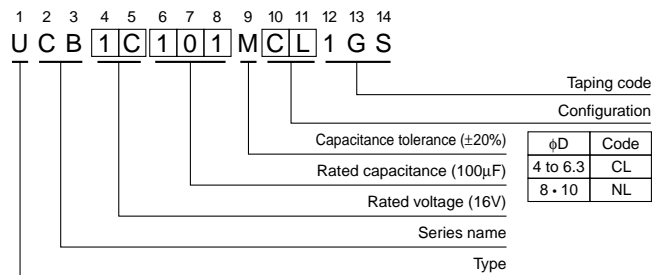 1 2 3 4 5 6 7 8 9 10 11 12 13 14
U C B 1 C 1 0 1 M C L 1 G S
Taping code
Configuration
Capacitance tolerance (±20%)
Rated capacitance (100μF)
Rated voltage (16V)
Series name
Type
ϕD Code
4 to 6.3 CL
8 • 10 NL